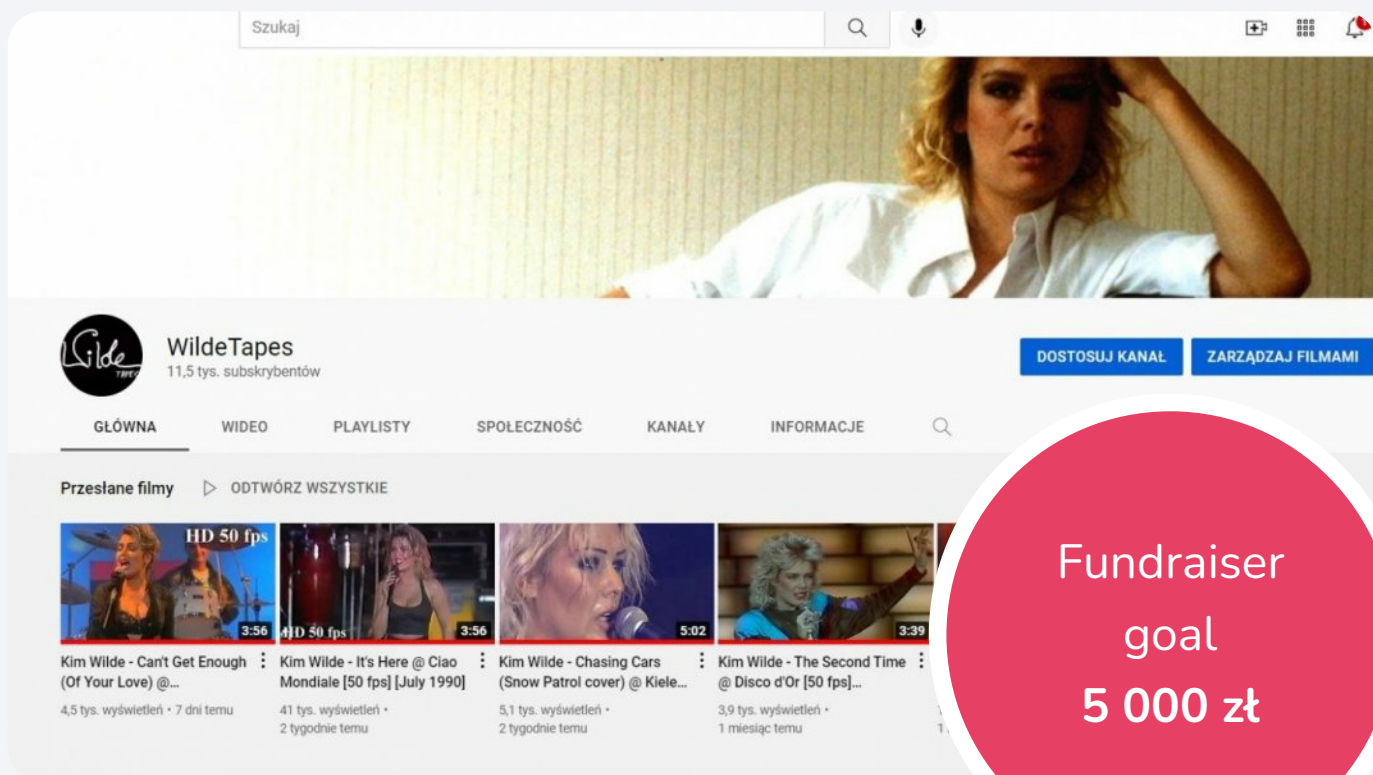 Szukaj
Wilde
TAPES
WildeTapes
11,5 tys. subskrybentów
DOSTOSUJ KANAŁ
ZARZĄDZAJ FILMAMI
GŁÓWNA
WIDEO
PLAYLISTY
SPOŁECZNOŚĆ
KANAŁY
INFORMACJE
Przesłane filmy
ODTWÓRZ WSZYSTKIE
HD 50 fps
3:56
Kim Wilde - Can't Get Enough
(Of Your Love) @...
4,5 tys. wyświetleń • 7 dni temu
HD 50 fps
3:56
Kim Wilde - It's Here @ Ciao
Mondiale [50 fps] [July 1990]
41 tys. wyświetleń •
2 tygodnie temu
5:02
Kim Wilde - Chasing Cars
(Snow Patrol cover) @ Kiele...
5,1 tys. wyświetleń •
2 tygodnie temu
3:39
Kim Wilde - The Second Time
@ Disco d'Or [50 fps]...
3,9 tys. wyświetleń •
1 miesiąc temu
Fundraiser
goal
5 000 zł